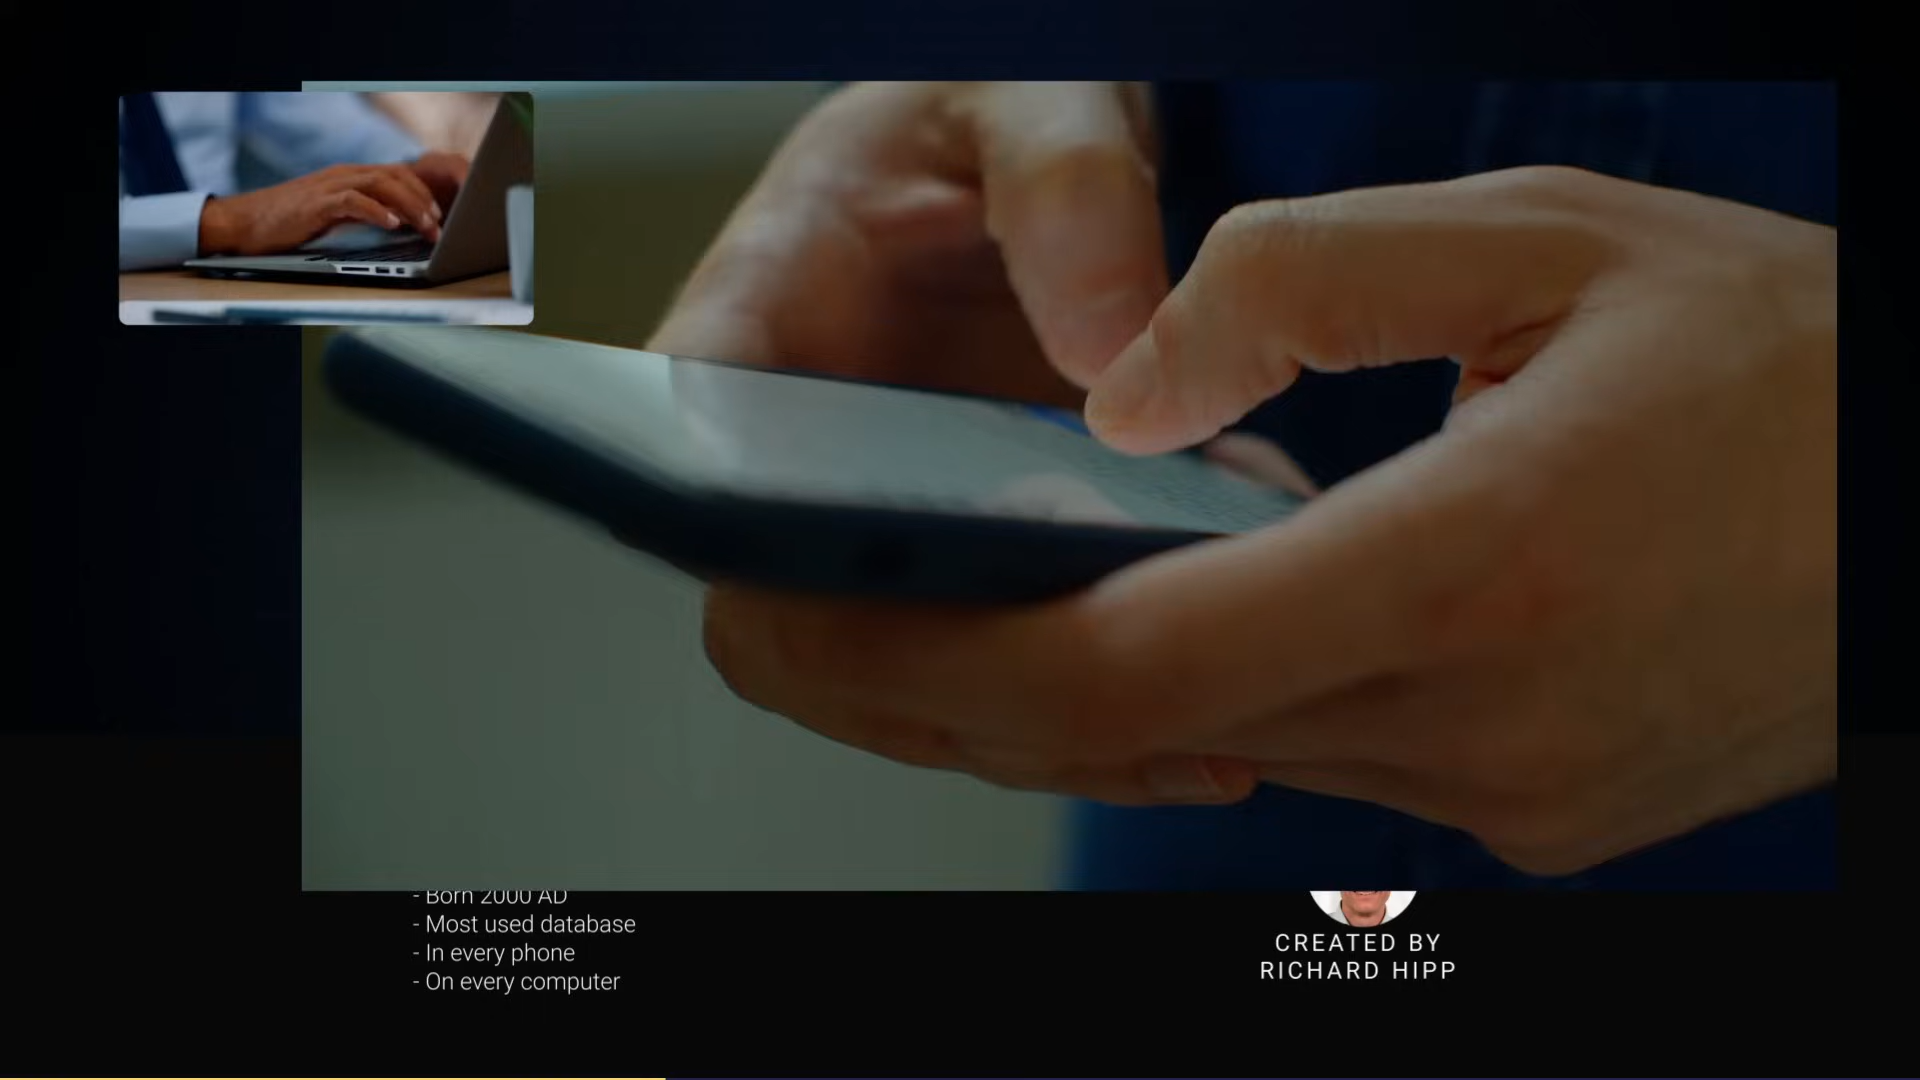 - Born 2000 AD
- Most used database
- In every phone
- On every computer
CREATED BY
RICHARD HIPP